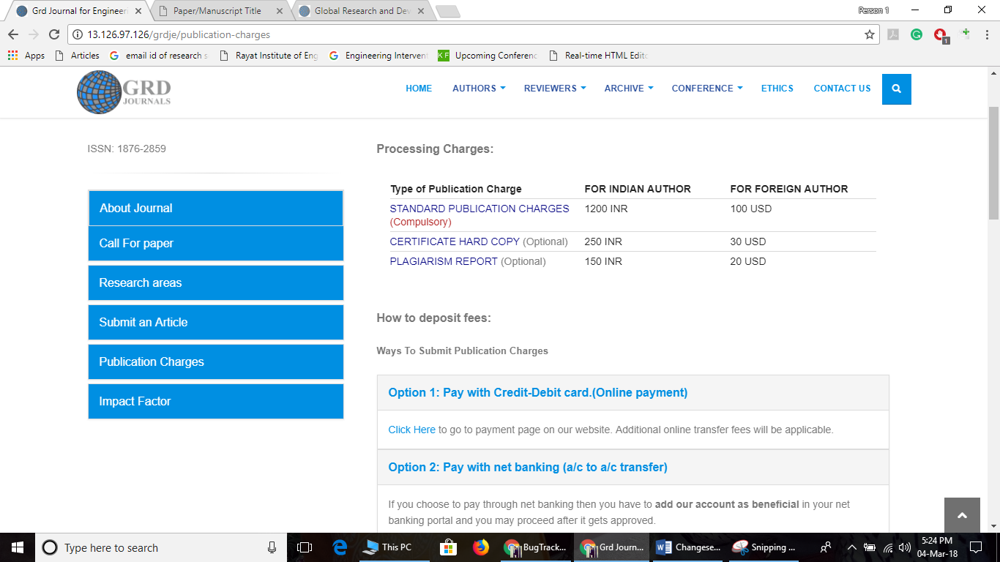 Grd Journal for Engineeri
Paper/Manuscript Title
Global Research and Dev
Person 1
13.126.97.126/grdje/publication-charges
1
Apps
Articles
email id of research s
Rayat Institute of Eng
Engineering Intervent
KF
Upcoming Conferenc
Real-time HTML Edito
GRD
JOURNALS
HOME
AUTHORS
REVIEWERS
ARCHIVE
CONFERENCE
ETHICS
CONTACT US
ISSN: 1876-2859
About Journal
Call For paper
Research areas
Submit an Article
Publication Charges
Impact Factor
Processing Charges:
Type of Publication Charge FOR INDIAN AUTHOR FOR FOREIGN AUTHOR
STANDARD PUBLICATION CHARGES 1200 INR 100 USD
(Compulsory)
CERTIFICATE HARD COPY (Optional) 250 INR 30 USD
PLAGIARISM REPORT (Optional) 150 INR 20 USD
How to deposit fees:
Ways To Submit Publication Charges
Option 1: Pay with Credit-Debit card.(Online payment)
Click Here to go to payment page on our website. Additional online transfer fees will be applicable.
Option 2: Pay with net banking (a/c to a/c transfer)
If you choose to pay through net banking then you have to add our account as beneficial in your net
banking portal and you may proceed after it gets approved.
Type here to search
This PC
BugTrack...
Grd Journ...
Changese...
Snipping ...
5:24 PM
04-Mar-18